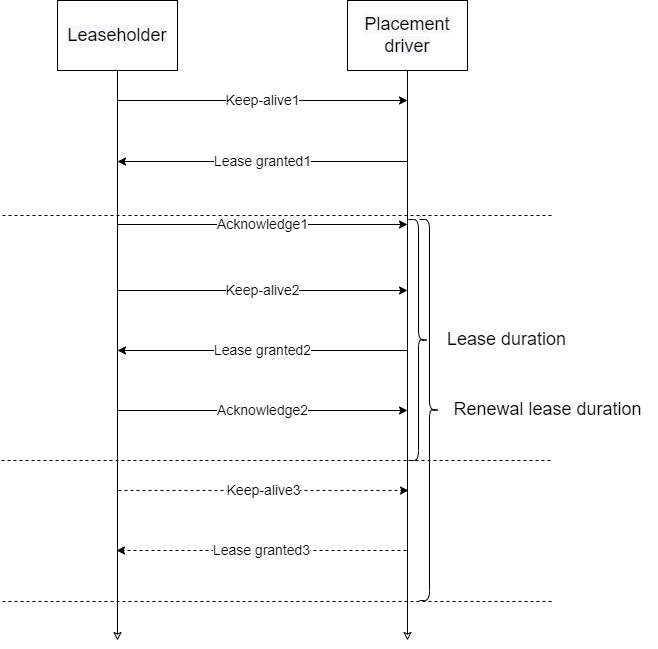 Leaseholder
Placement
driver
Keep-alive1
Lease granted1
Acknowledge1
Keep-alive2
Lease duration
Lease granted2
Acknowledge2
Renewal lease duration
Keep-alive3
Lease granted3